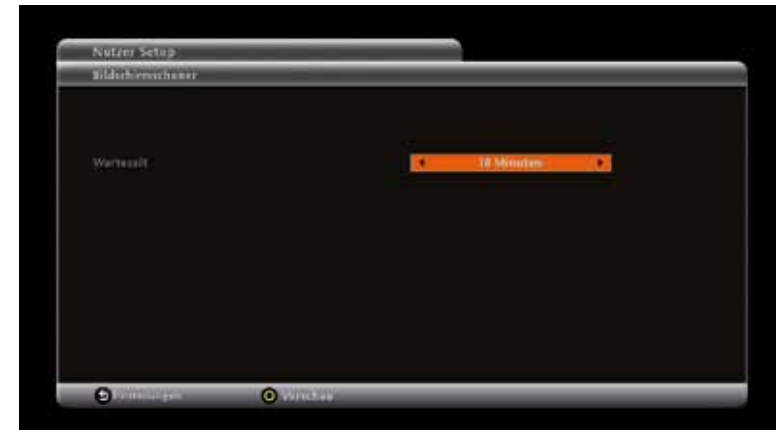 Nutzer Setup
Bildschirmschoner
Wartezeit
10 Minuten
Einstellungen
Vorschau